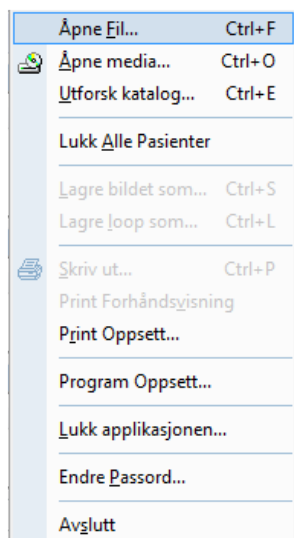 Åpne Fil... Ctrl+F
Åpne media... Ctrl+O
Utforsk katalog... Ctrl+E
Lukk Alle Pasienter
Lagre bildet som... Ctrl+S
Lagre loop som... Ctrl+L
Skriv ut... Ctrl+P
Print Forhåndsvisning
Print Oppsett...
Program Oppsett...
Lukk applikasjonen...
Endre Passord...
Avslutt